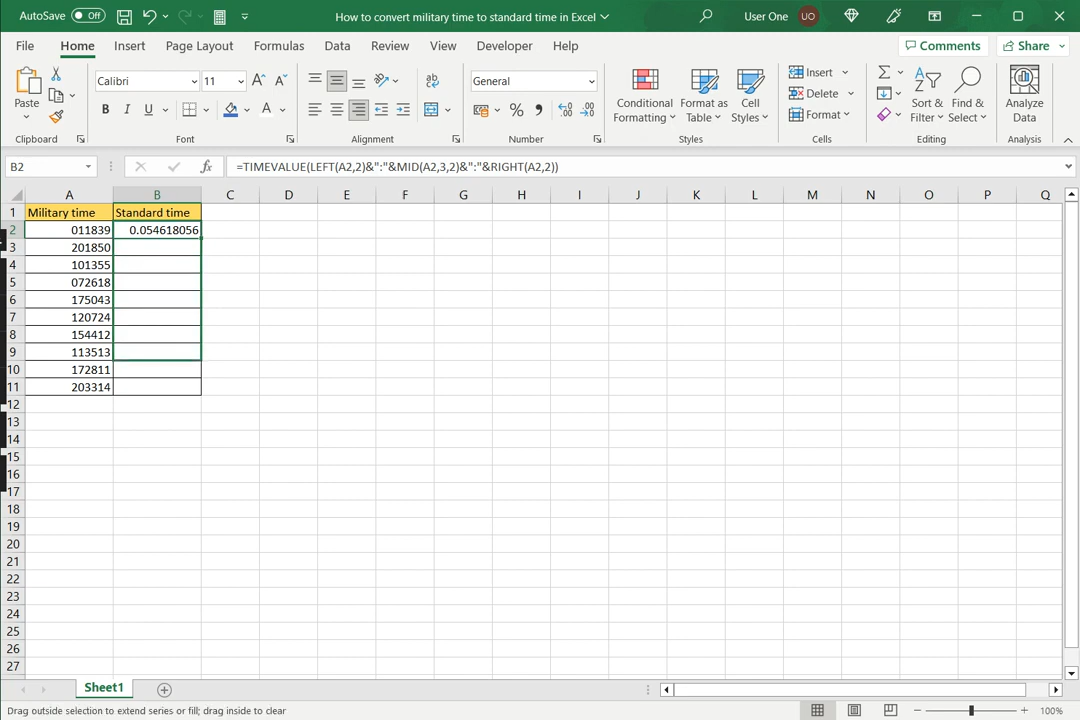 AutoSave Off How to convert military time to standard time in Excel User One UO
File Home Insert Page Layout Formulas Data Review View Developer Help Comments Share
Paste
Clipboard
Calibri 11
B I U A
Font
ab
Alignment
General
% 9
Number
Conditional Formatting
Format as Table
Cell Styles
Styles
Insert
Delete
Format
Cells
Sort & Filter
Find & Select
Editing
Analyze Data
Analysis
B2 fx =TIMEVALUE(LEFT(A2,2)&":"&MID(A2,3,2)&":"&RIGHT(A2,2))
A B C D E F G H I J K L M N O P Q
1 Military time Standard time
2 011839 0.054618056
3 201850
4 101355
5 072618
6 175043
7 120724
8 154412
9 113513
10 172811
11 203314
12
13
14
15
16
17
18
19
20
21
22
23
24
25
26
27
Sheet1
Drag outside selection to extend series or fill; drag inside to clear 100%